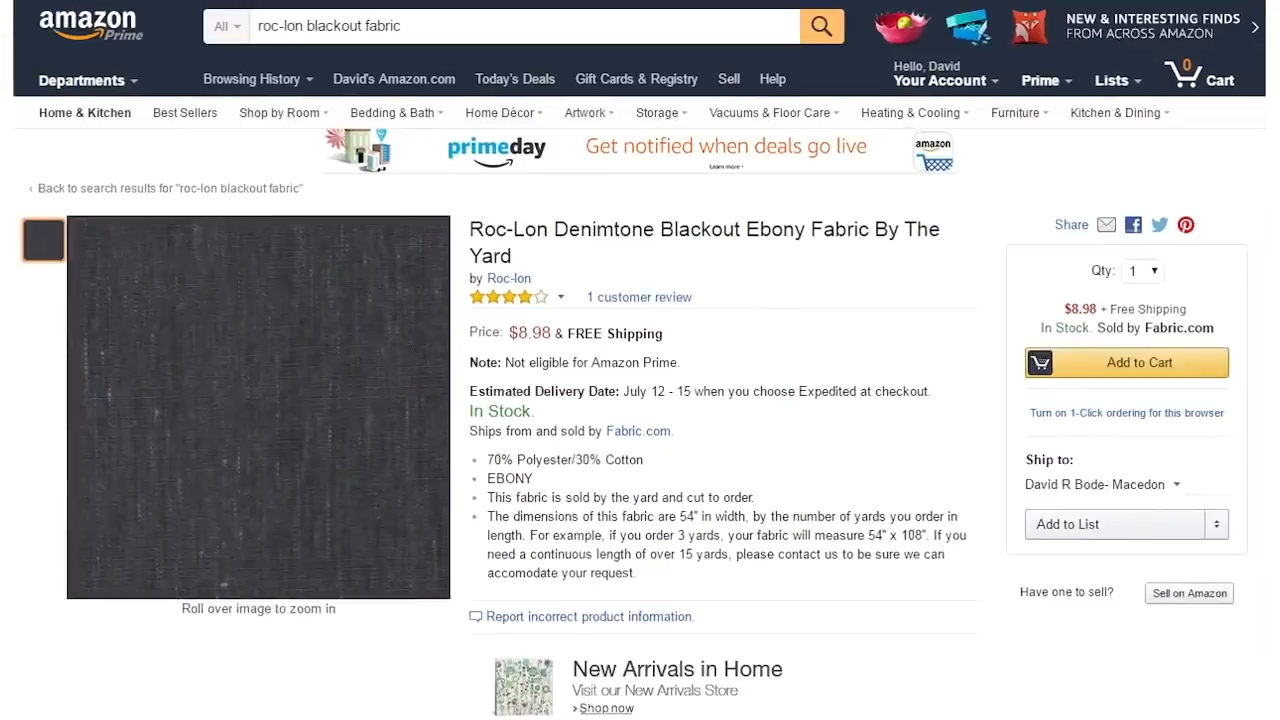 amazon
Prime
All
roc-lon blackout fabric
NEW & INTERESTING FINDS
FROM ACROSS AMAZON
Departments
Browsing History
David's Amazon.com
Today's Deals
Gift Cards & Registry
Sell
Help
Hello, David
Your Account
Prime
Lists
0
Cart
Home & Kitchen
Best Sellers
Shop by Room
Bedding & Bath
Home Décor
Artwork
Storage
Vacuums & Floor Care
Heating & Cooling
Furniture
Kitchen & Dining
primeday
Get notified when deals go live
Learn more
amazon
‹ Back to search results for "roc-lon blackout fabric"
Roll over image to zoom in
Roc-Lon Denimtone Blackout Ebony Fabric By The
Yard
by Roc-lon
1 customer review
Price: $8.98 & FREE Shipping
Note: Not eligible for Amazon Prime.
Estimated Delivery Date: July 12 - 15 when you choose Expedited at checkout.
In Stock.
Ships from and sold by Fabric.com.
• 70% Polyester/30% Cotton
• EBONY
• This fabric is sold by the yard and cut to order.
• The dimensions of this fabric are 54" in width, by the number of yards you order in
length. For example, if you order 3 yards, your fabric will measure 54" x 108". If you
need a continuous length of over 15 yards, please contact us to be sure we can
accomodate your request.
Report incorrect product information.
New Arrivals in Home
Visit our New Arrivals Store
› Shop now
Share
Qty: 1
$8.98 + Free Shipping
In Stock. Sold by Fabric.com
Add to Cart
Turn on 1-Click ordering for this browser
Ship to:
David R Bode- Macedon
Add to List
Have one to sell?
Sell on Amazon